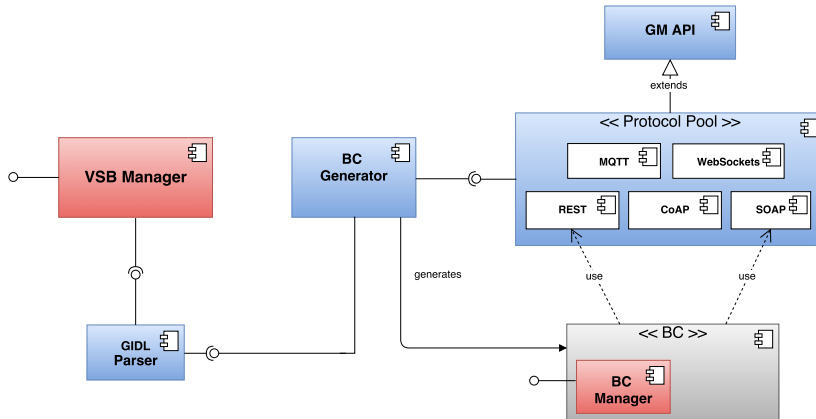 GM API
extends
<< Protocol Pool >>
MQTT
WebSockets
REST
CoAP
SOAP
VSB Manager
BC
Generator
generates
use
use
GIDL
Parser
<< BC >>
BC
Manager